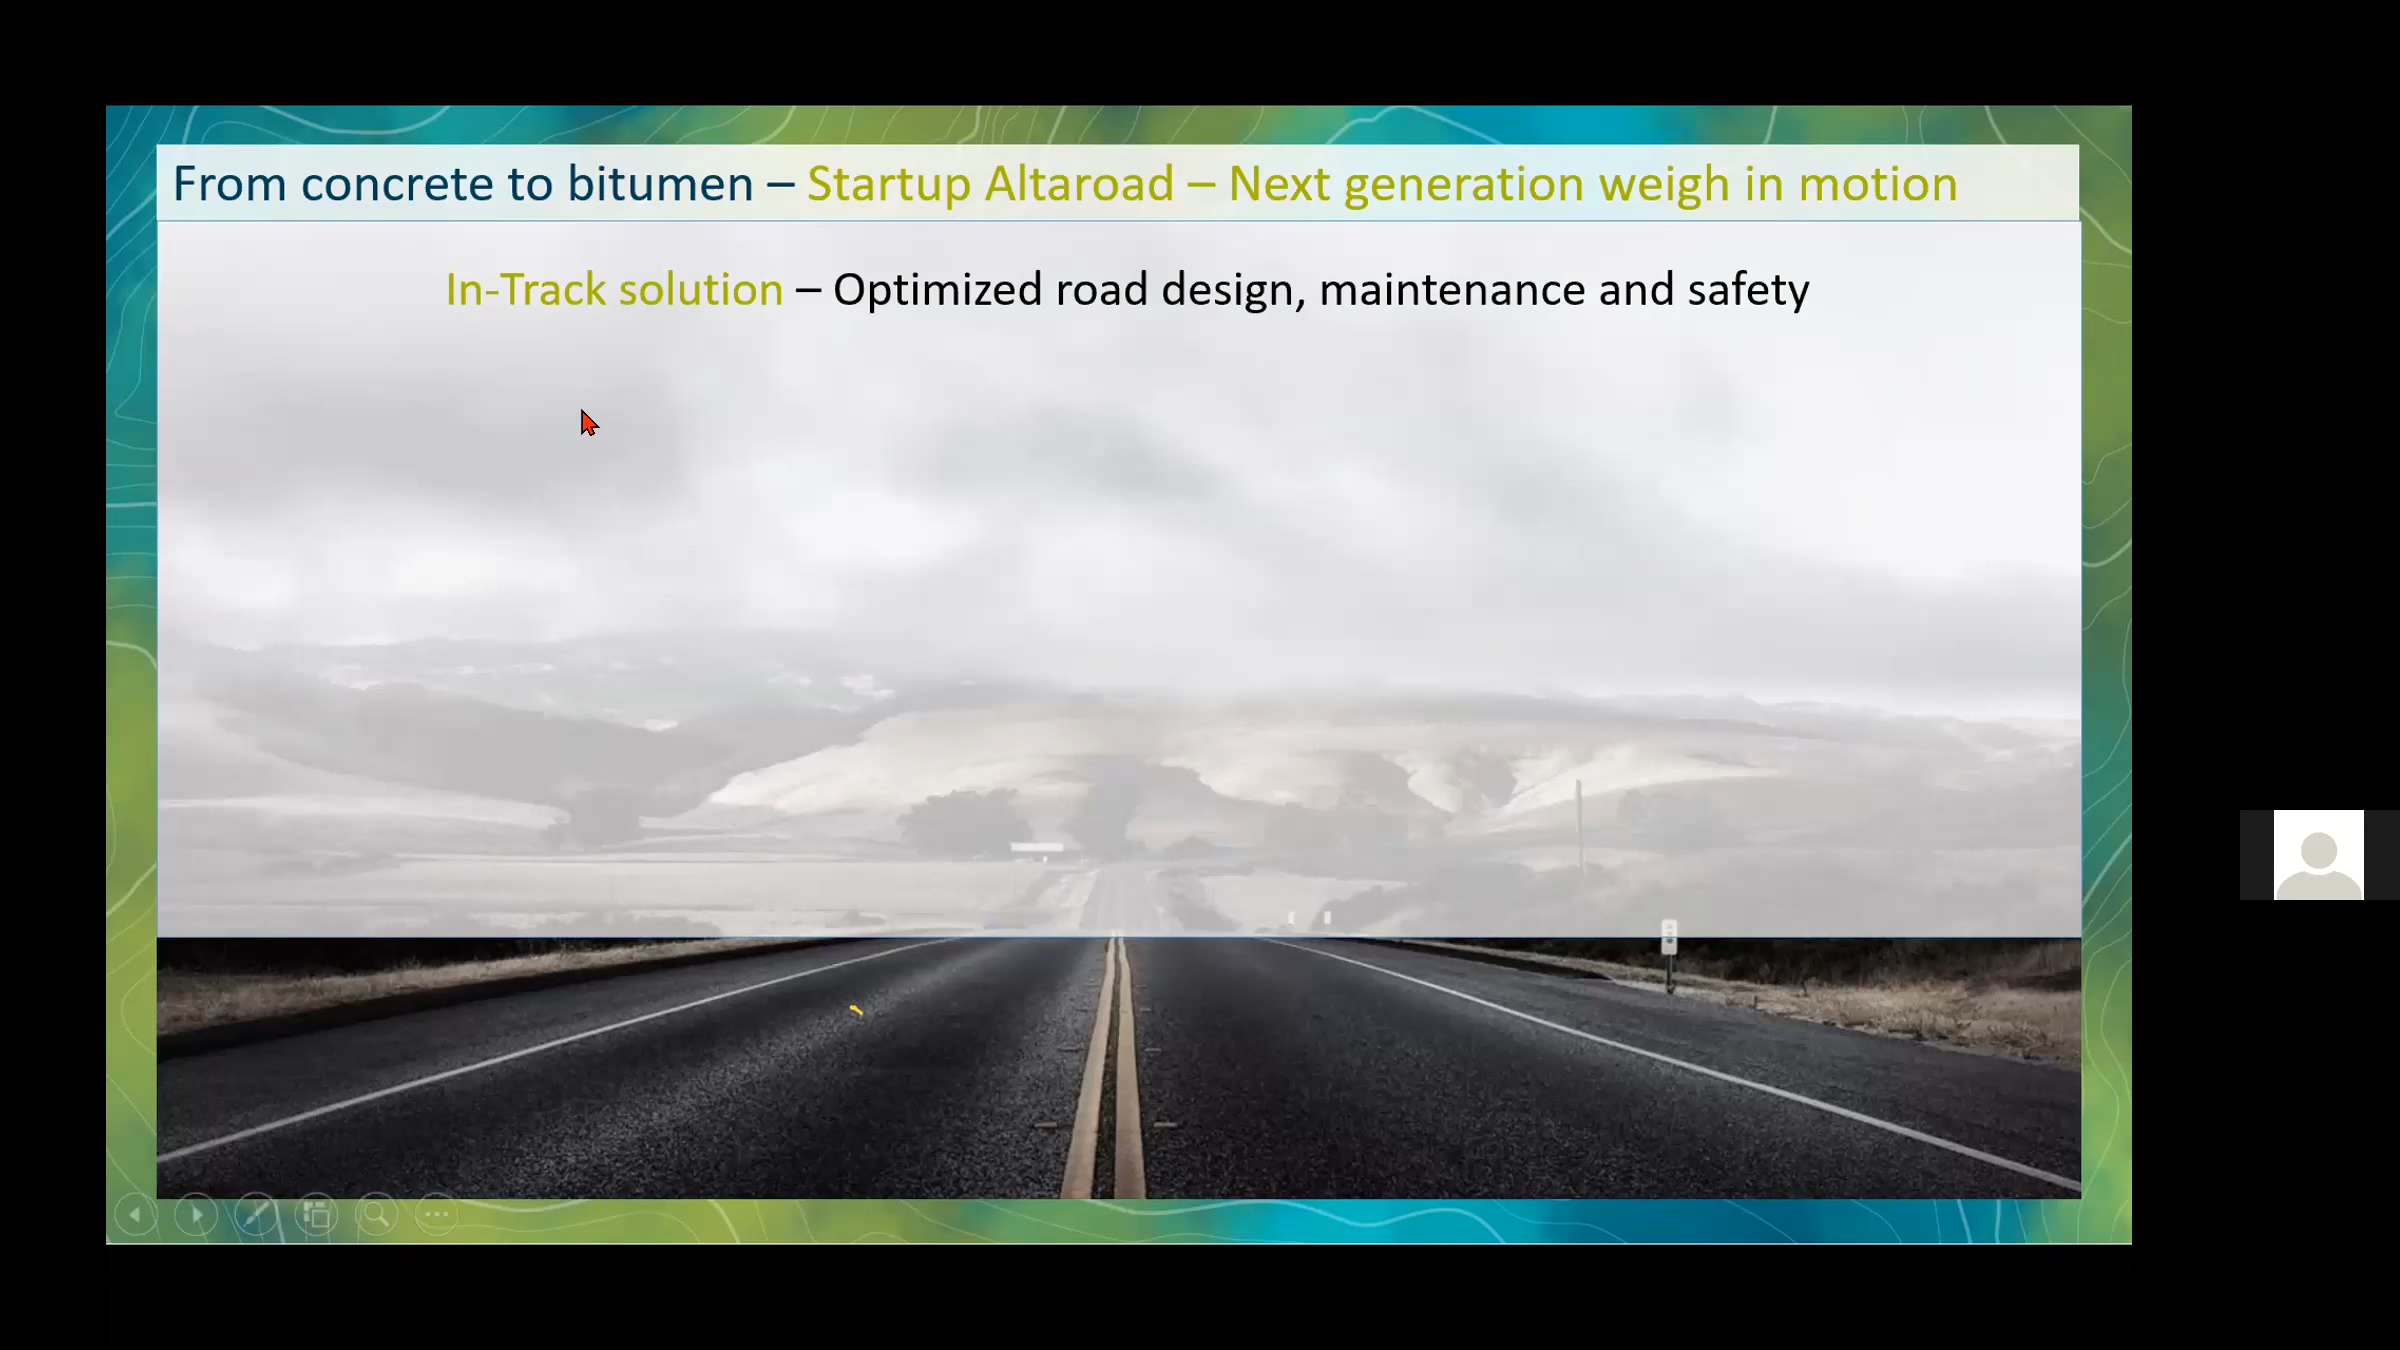 From concrete to bitumen – Startup Altaroad – Next generation weigh in motion
In-Track solution – Optimized road design, maintenance and safety